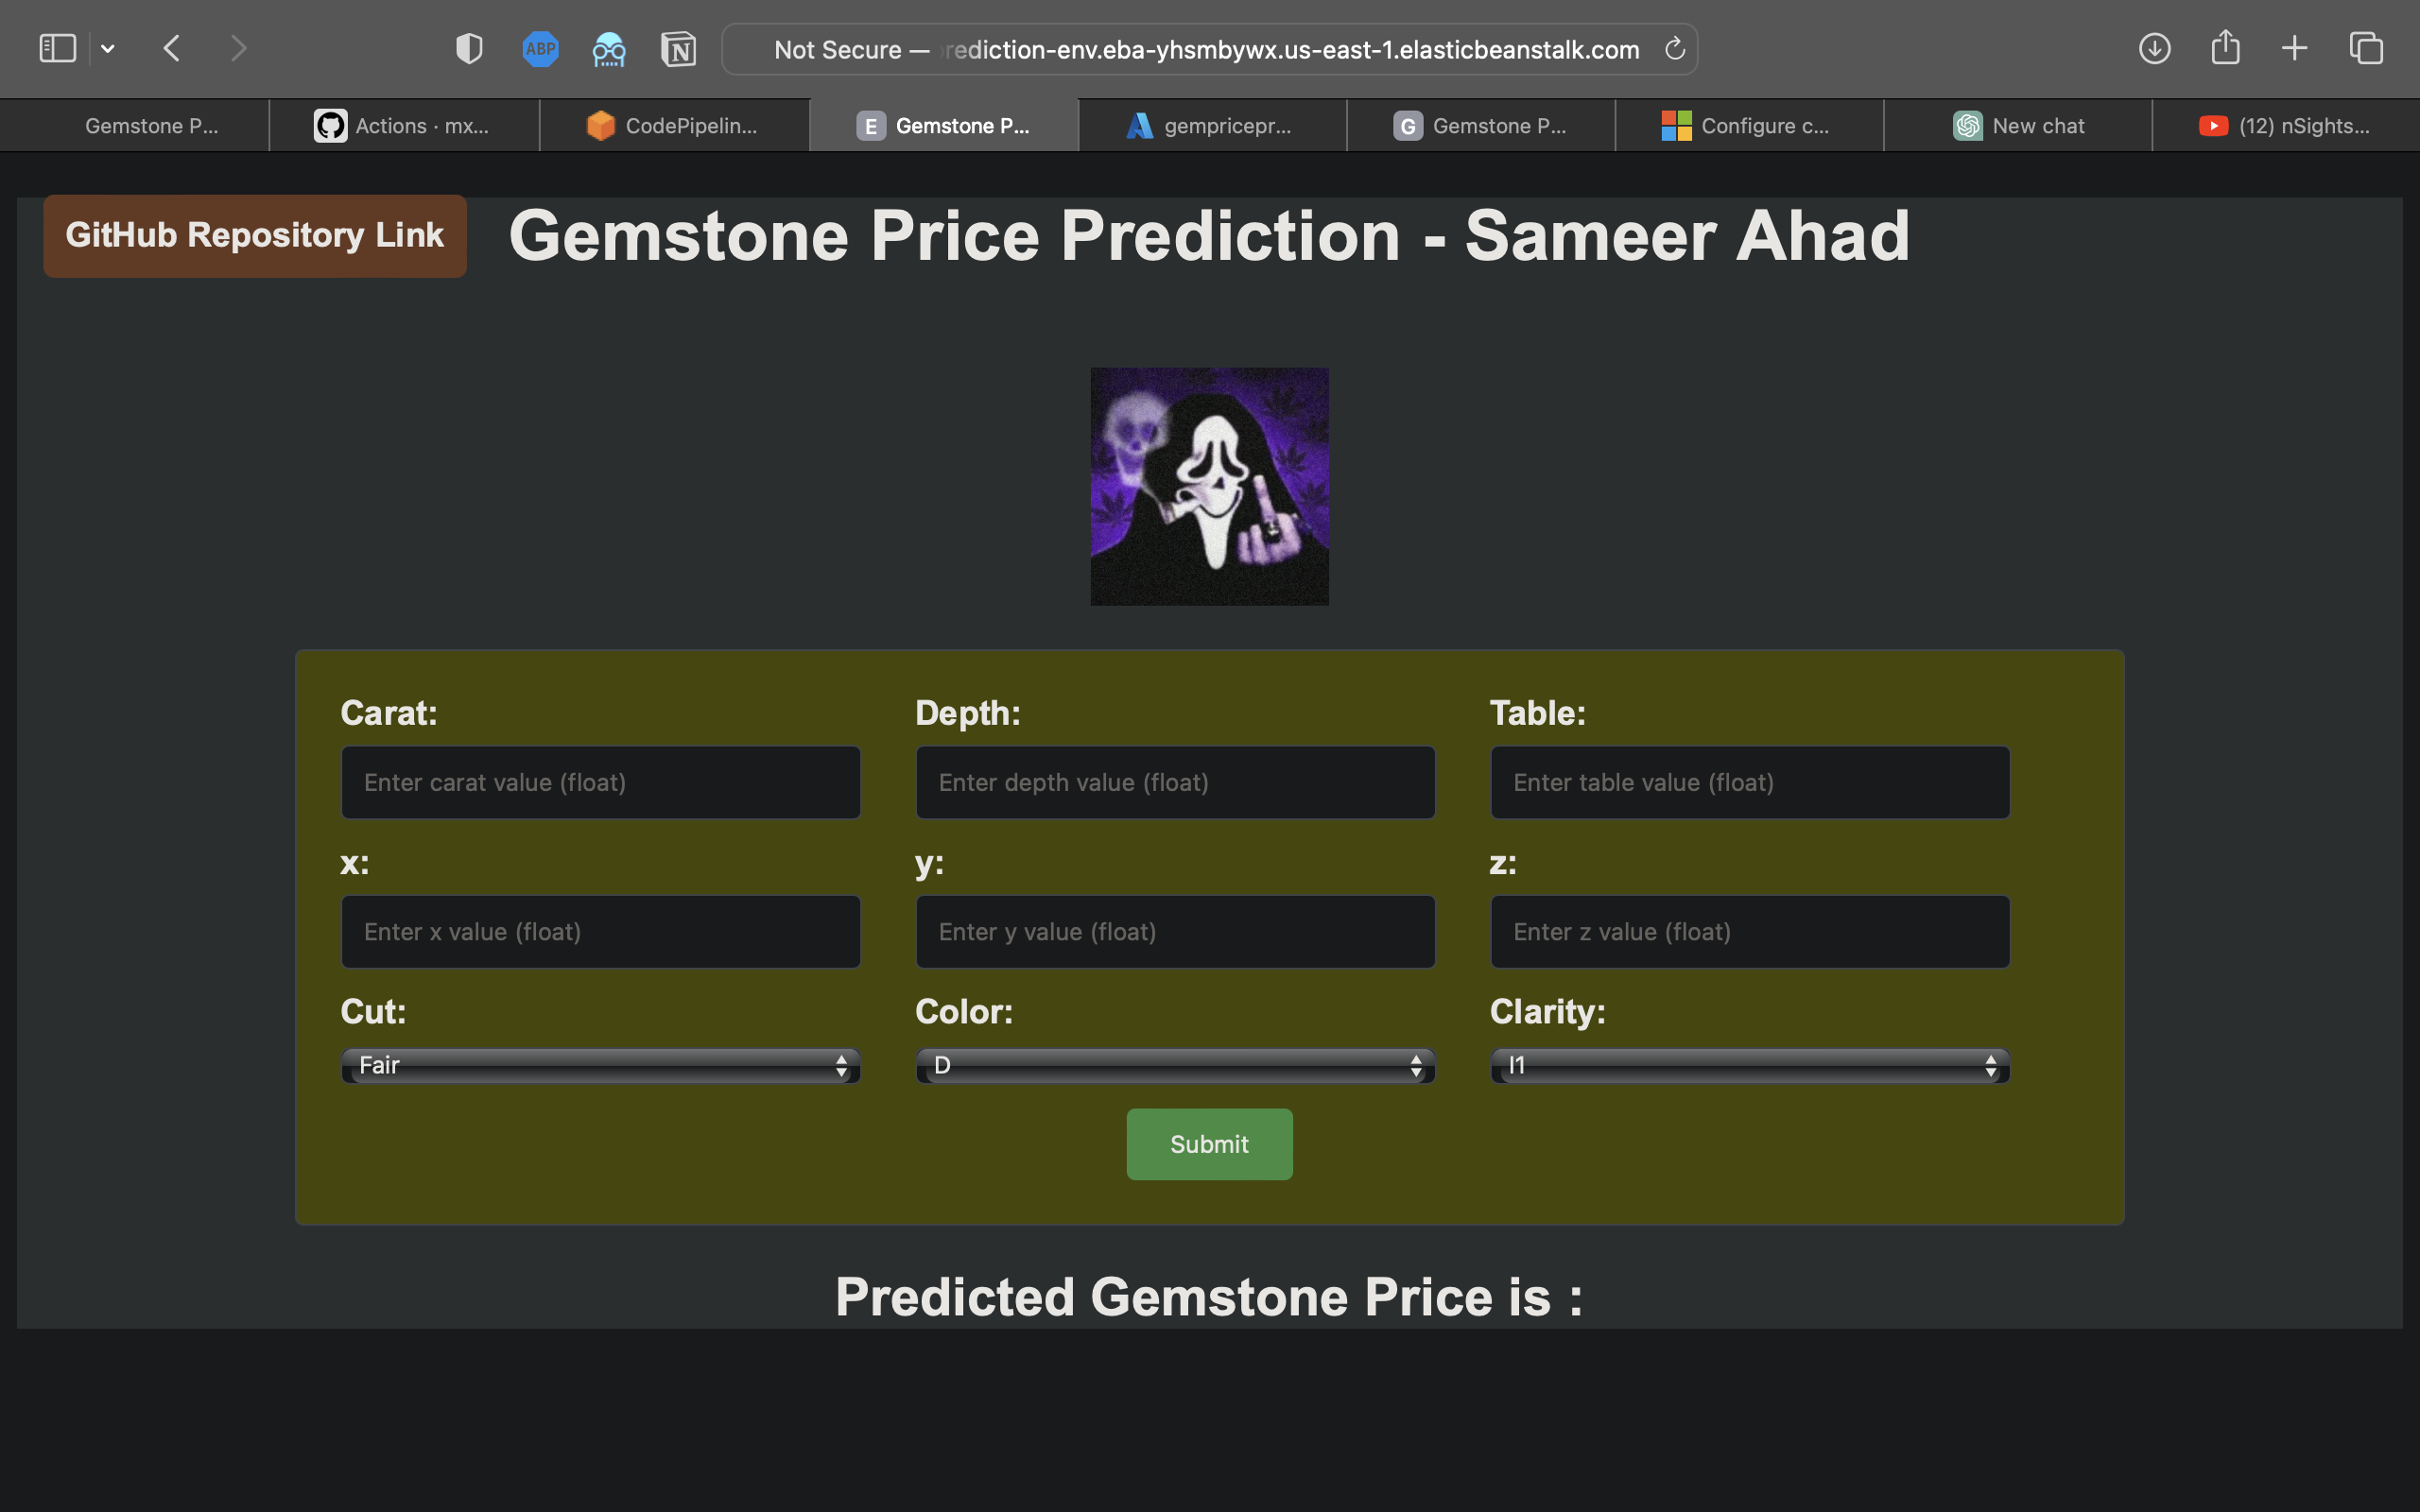 ABP
N
Not Secure — rediction-env.eba-yhsmbywx.us-east-1.elasticbeanstalk.com
Gemstone P...
Actions · mx...
CodePipelin...
E Gemstone P...
gempricepr...
G Gemstone P...
Configure c...
New chat
(12) nSights...
GitHub Repository Link
Gemstone Price Prediction - Sameer Ahad
Carat:
Depth:
Table:
Enter carat value (float)
Enter depth value (float)
Enter table value (float)
x:
y:
z:
Enter x value (float)
Enter y value (float)
Enter z value (float)
Cut:
Color:
Clarity:
Fair
D
I1
Submit
Predicted Gemstone Price is :